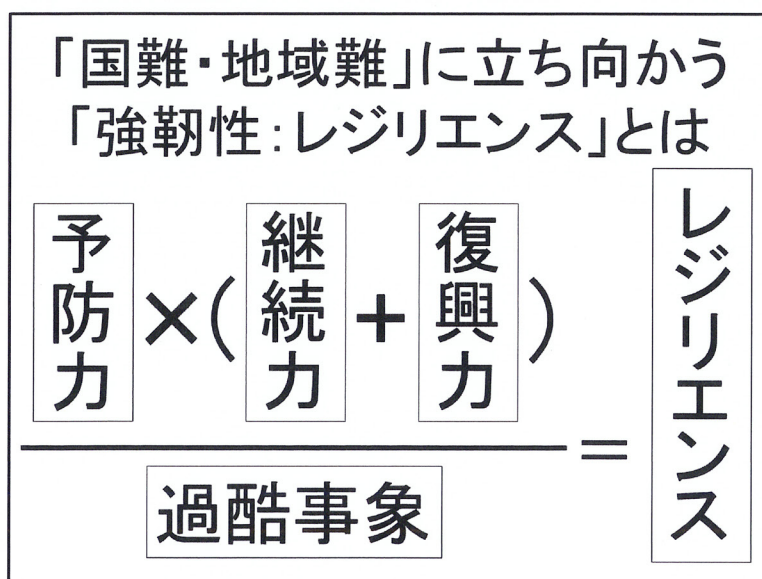 「国難・地域難」に立ち向かう
「強靱性:レジリエンス」とは
予防力×(継続力+復興力)
過酷事象
=
レジリエンス